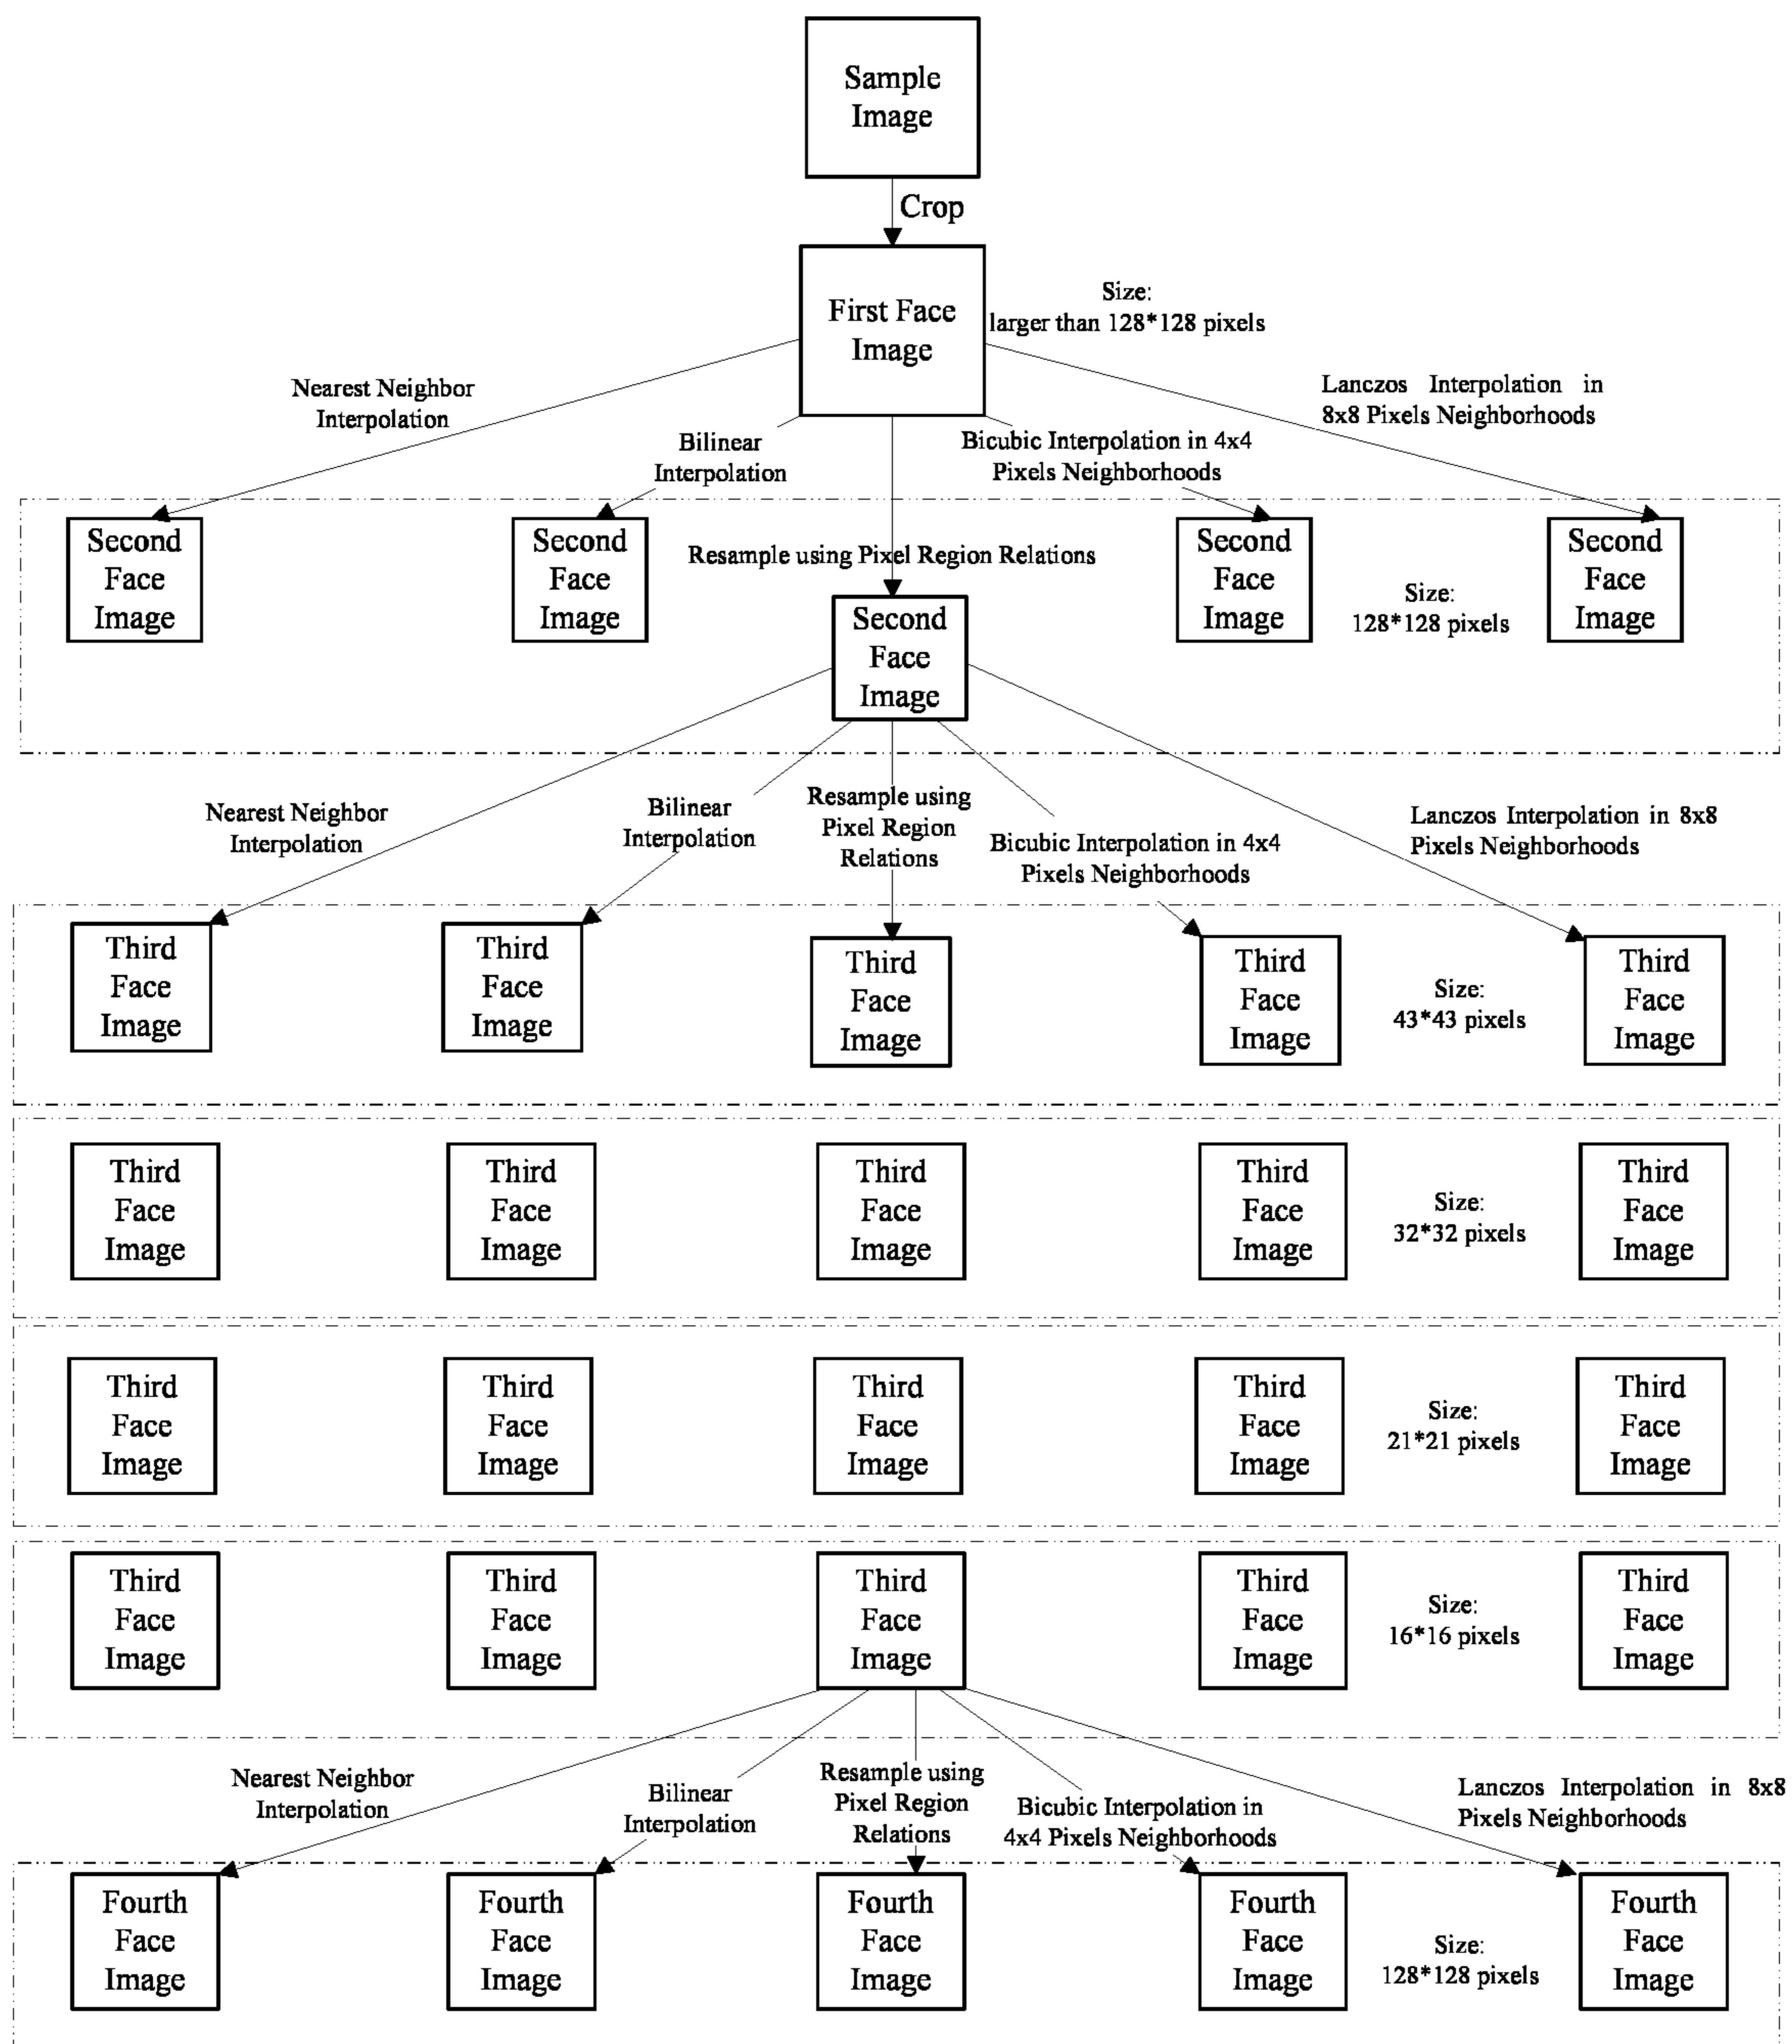 Sample
Image
Crop
First Face
Image
Size:
larger than 128*128 pixels
Nearest Neighbor
Interpolation
Bilinear
Interpolation
Bicubic Interpolation in 4x4
Pixels Neighborhoods
Lanczos Interpolation in
8x8 Pixels Neighborhoods
Second
Face
Image
Second
Face
Image
Resample using Pixel Region Relations
Second
Face
Image
Second
Face
Image
Size:
128*128 pixels
Second
Face
Image
Nearest Neighbor
Interpolation
Bilinear
Interpolation
Resample using
Pixel Region
Relations
Bicubic Interpolation in 4x4
Pixels Neighborhoods
Lanczos Interpolation in 8x8
Pixels Neighborhoods
Third
Face
Image
Third
Face
Image
Third
Face
Image
Third
Face
Image
Size:
43*43 pixels
Third
Face
Image
Third
Face
Image
Third
Face
Image
Third
Face
Image
Third
Face
Image
Size:
32*32 pixels
Third
Face
Image
Third
Face
Image
Third
Face
Image
Third
Face
Image
Third
Face
Image
Size:
21*21 pixels
Third
Face
Image
Third
Face
Image
Third
Face
Image
Third
Face
Image
Third
Face
Image
Size:
16*16 pixels
Third
Face
Image
Nearest Neighbor
Interpolation
Bilinear
Interpolation
Resample using
Pixel Region
Relations
Bicubic Interpolation in
4x4 Pixels Neighborhoods
Lanczos Interpolation in 8x8
Pixels Neighborhoods
Fourth
Face
Image
Fourth
Face
Image
Fourth
Face
Image
Fourth
Face
Image
Size:
128*128 pixels
Fourth
Face
Image